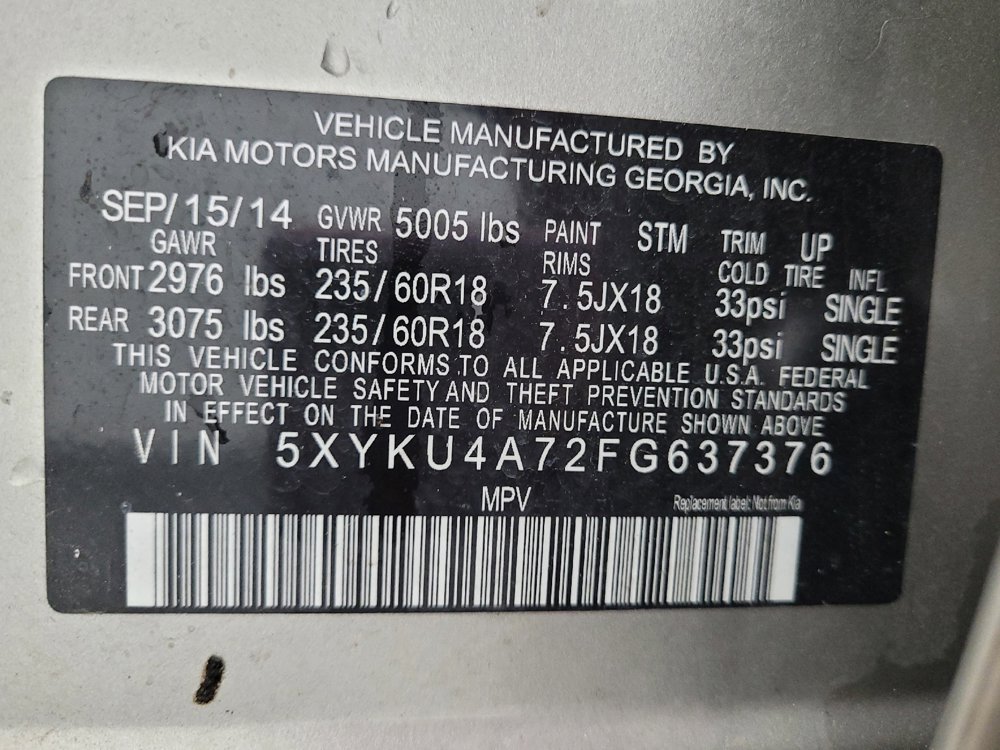 VEHICLE MANUFACTURED BY
KIA MOTORS MANUFACTURING GEORGIA, INC.
SEP/15/14 GVWR 5005 lbs PAINT STM TRIM UP
GAWR TIRES RIMS COLD TIRE INFL
FRONT 2976 lbs 235/60R18 7.5JX18 33psi SINGLE
REAR 3075 lbs 235/60R18 7.5JX18 33psi SINGLE
THIS VEHICLE CONFORMS TO ALL APPLICABLE U.S.A. FEDERAL
MOTOR VEHICLE SAFETY AND THEFT PREVENTION STANDARDS
IN EFFECT ON THE DATE OF MANUFACTURE SHOWN ABOVE
VIN 5XYKU4A72FG637376
MPV
Replacement label: Not from Kia